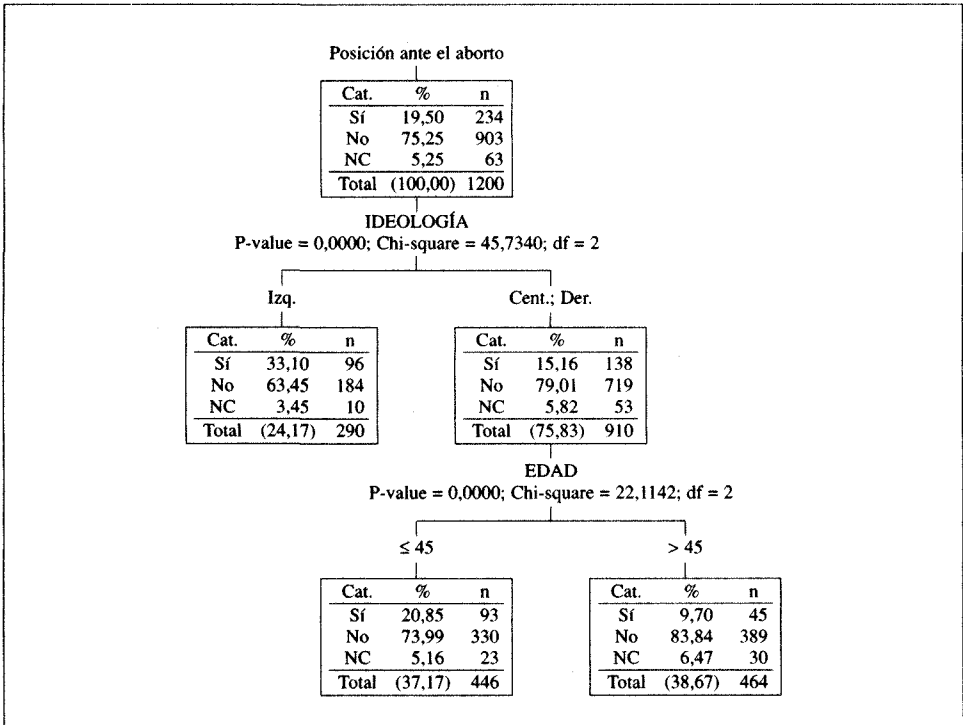 Posición ante el aborto
Cat. % n
Sí 19,50 234
No 75,25 903
NC 5,25 63
Total (100,00) 1200
IDEOLOGÍA
P-value = 0,0000; Chi-square = 45,7340; df = 2
Izq.
Cat. % n
Sí 33,10 96
No 63,45 184
NC 3,45 10
Total (24,17) 290
Cent.; Der.
Cat. % n
Sí 15,16 138
No 79,01 719
NC 5,82 53
Total (75,83) 910
EDAD
P-value = 0,0000; Chi-square = 22,1142; df = 2
≤ 45
Cat. % n
Sí 20,85 93
No 73,99 330
NC 5,16 23
Total (37,17) 446
> 45
Cat. % n
Sí 9,70 45
No 83,84 389
NC 6,47 30
Total (38,67) 464